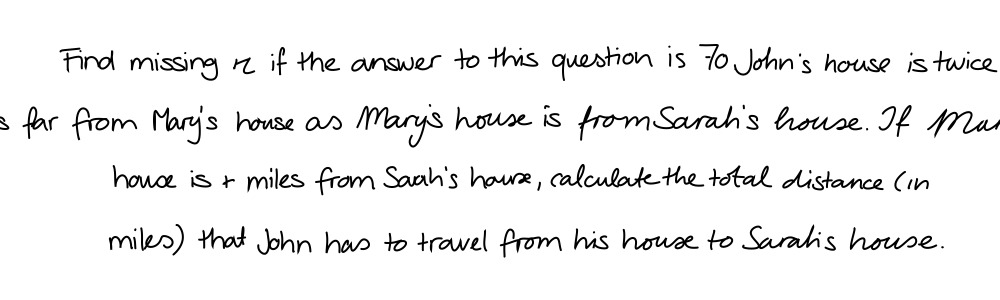 Find missing r if the answer to this question is 70 John's house is twice
s far from Mary's house as Mary's house is from Sarah's house. If Mar
house is r miles from Sarah's house, calculate the total distance (in
miles) that John has to travel from his house to Sarah's house.